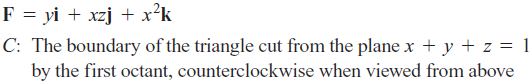 F = yi + xzj + x²k
C: The boundary of the triangle cut from the plane x + y + z = 1
by the first octant, counterclockwise when viewed from above